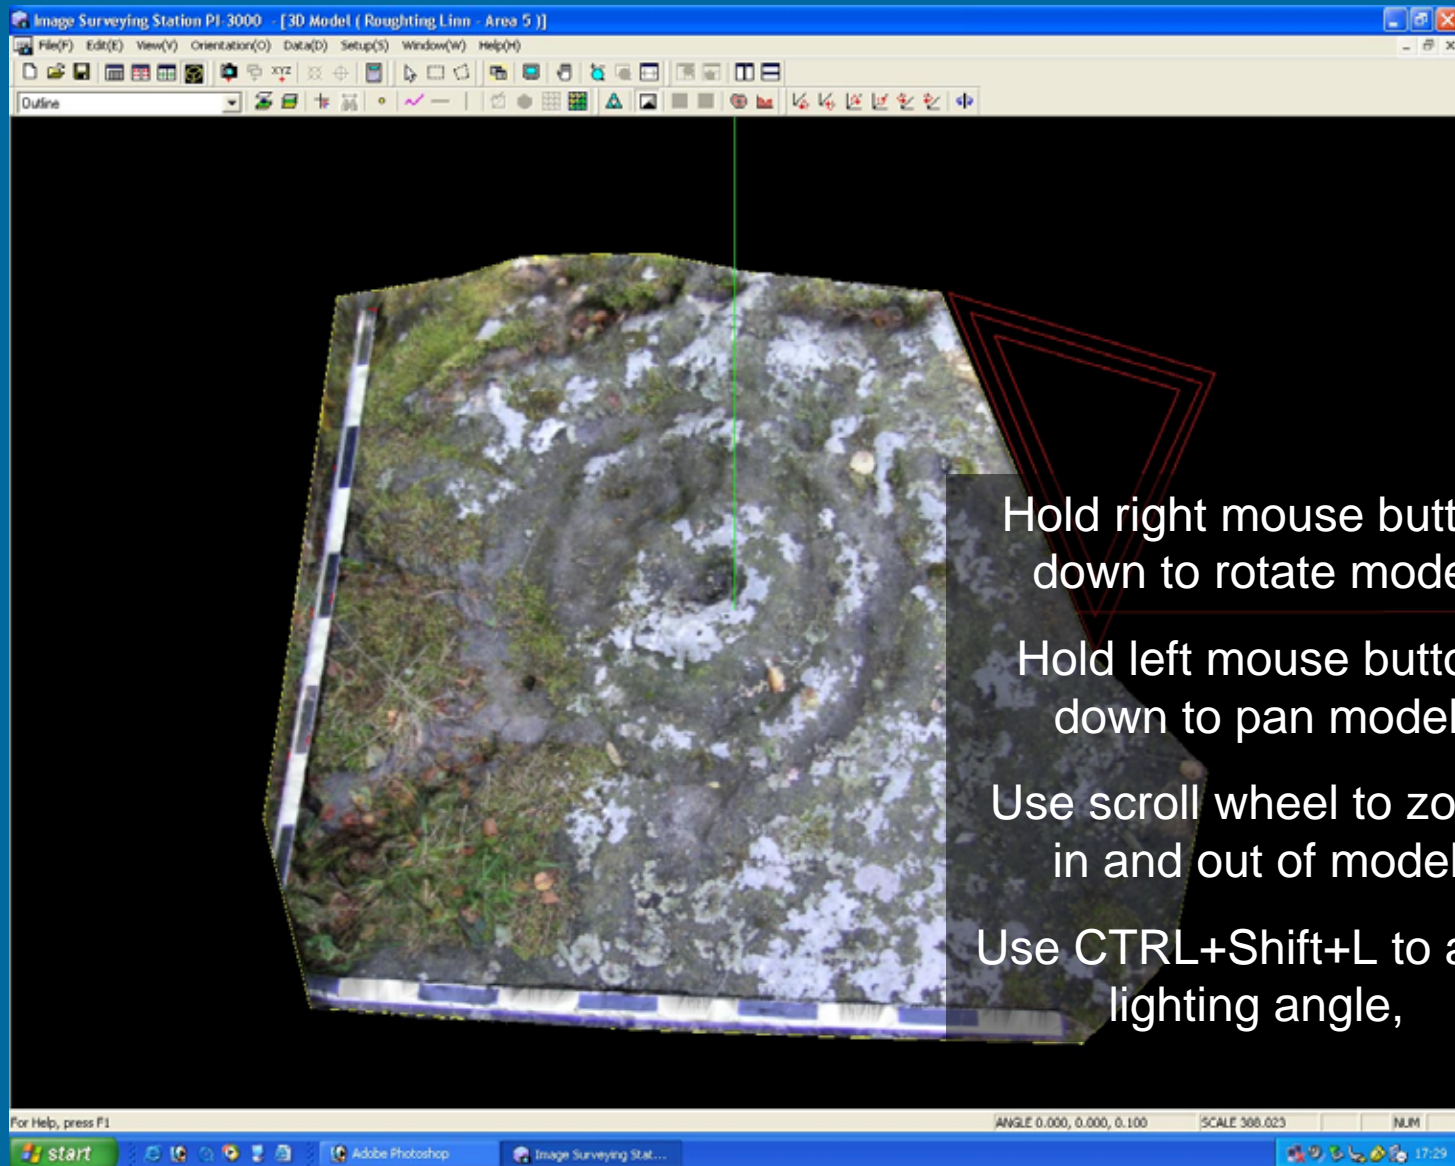 Image Surveying Station PI-3000 - [3D Model ( Roughting Linn - Area 5 )]
File(F) Edit(E) View(V) Orientation(O) Data(D) Setup(S) Window(W) Help(H)
XYZ
Outline
Hold right mouse butt
down to rotate mode
Hold left mouse butto
down to pan model
Use scroll wheel to zo
in and out of model
Use CTRL+Shift+L to a
lighting angle,
For Help, press F1 ANGLE 0.000, 0.000, 0.100 SCALE 388.023 NUM
start Adobe Photoshop Image Surveying Stat... 17:29